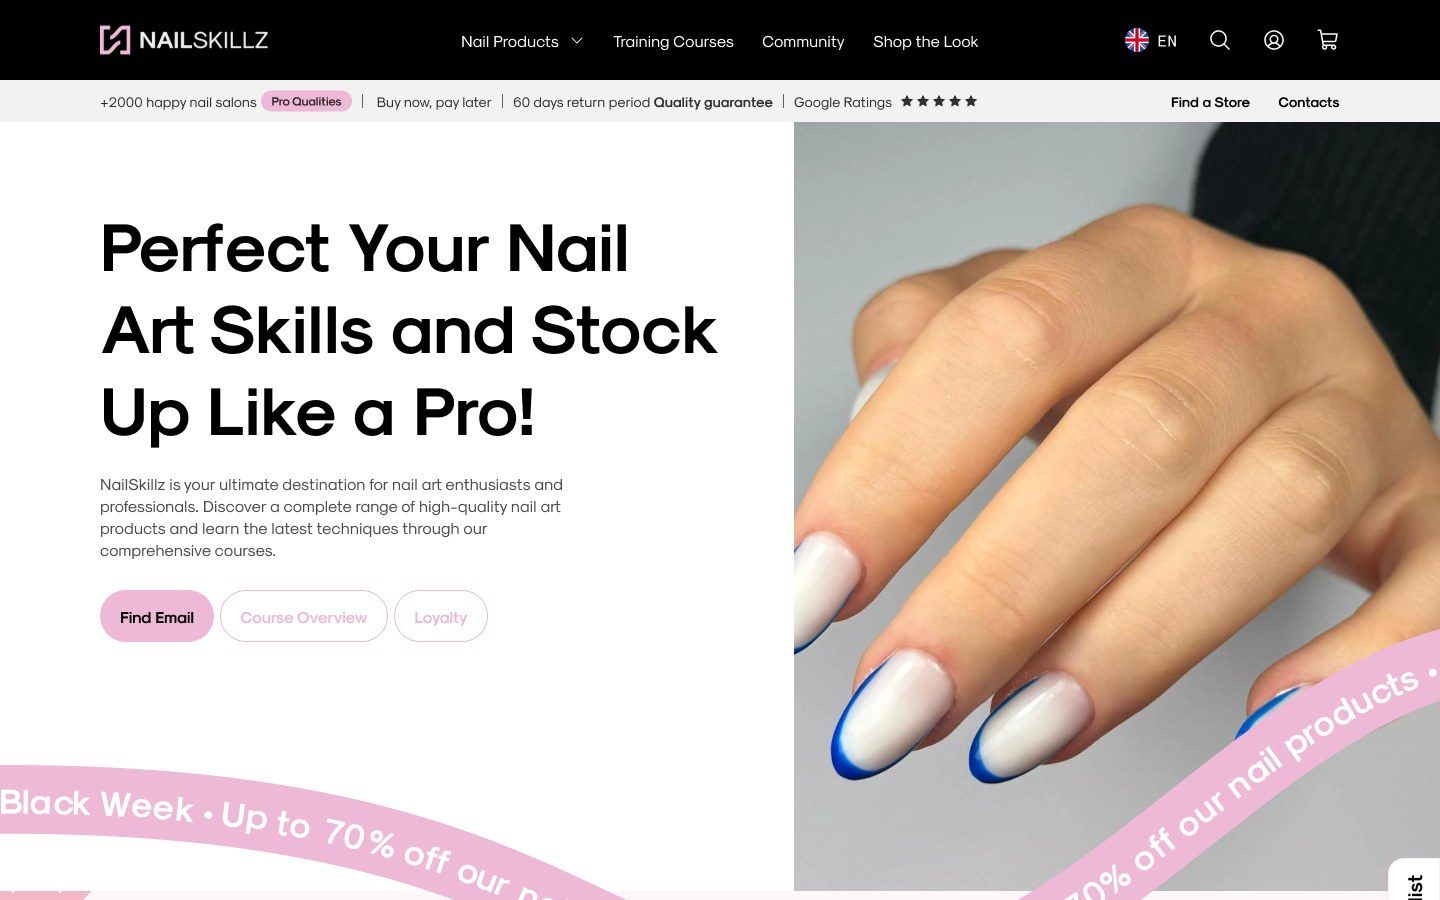 NAILSKILLZ
Nail Products
Training Courses
Community
Shop the Look
EN
+2000 happy nail salons Pro Qualities
Buy now, pay later
60 days return period Quality guarantee
Google Ratings ★★★★★
Find a Store
Contacts
Perfect Your Nail
Art Skills and Stock
Up Like a Pro!
NailSkillz is your ultimate destination for nail art enthusiasts and
professionals. Discover a complete range of high-quality nail art
products and learn the latest techniques through our
comprehensive courses.
Find Email
Course Overview
Loyalty
Black Week • Up to 70% off our
70% off our nail products •
list